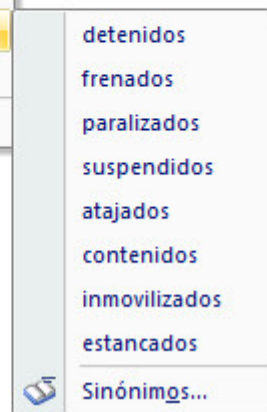 detenidos
frenados
paralizados
suspendidos
atajados
contenidos
inmovilizados
estancados
Sinónimos...